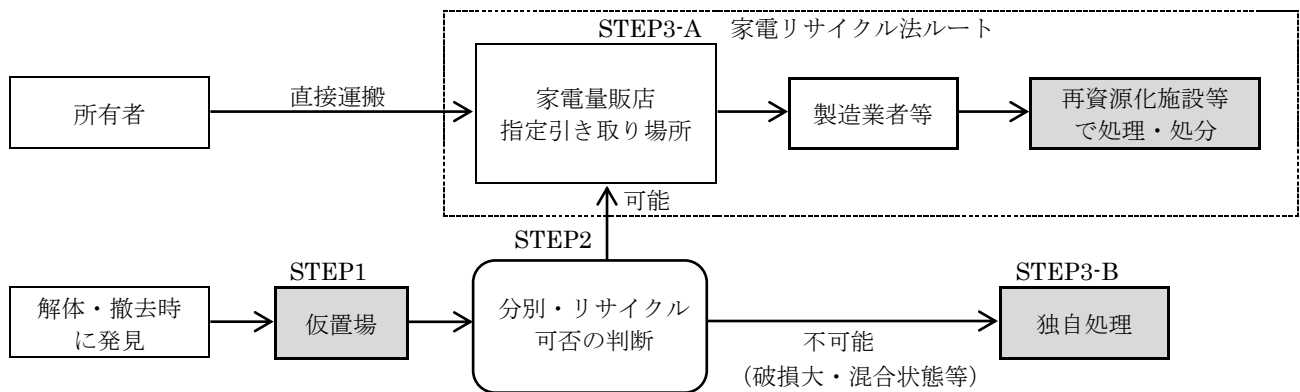 STEP3-A 家電リサイクル法ルート
所有者
直接運搬
家電量販店
指定引き取り場所
製造業者等
再資源化施設等
で処理・処分
可能
STEP2
STEP1
STEP3-B
解体・撤去時
に発見
仮置場
分別・リサイクル
可否の判断
不可能
（破損大・混合状態等）
独自処理